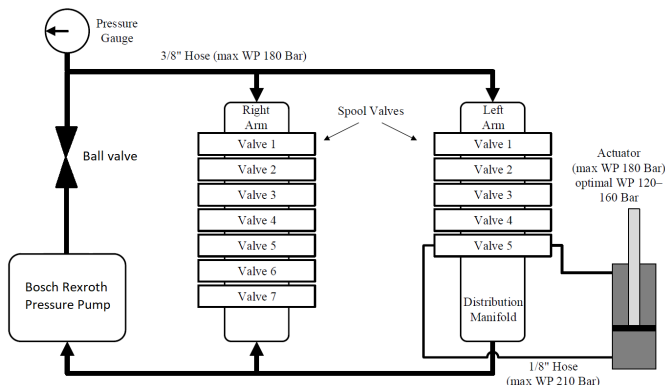 Pressure
Gauge
3/8" Hose (max WP 180 Bar)
Ball valve
Bosch Rexroth
Pressure Pump
Right
Arm
Valve 1
Valve 2
Valve 3
Valve 4
Valve 5
Valve 6
Valve 7
Spool Valves
Left
Arm
Valve 1
Valve 2
Valve 3
Valve 4
Valve 5
Distribution
Manifold
Actuator
(max WP 180 Bar)
optimal WP 120–
160 Bar
1/8" Hose
(max WP 210 Bar)